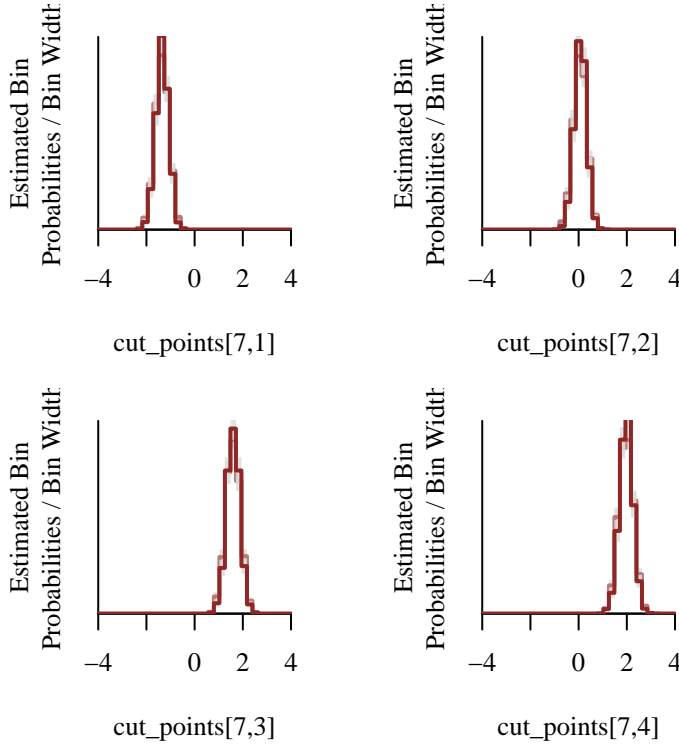 Estimated Bin
Probabilities / Bin Width
−4 0 2 4
cut_points[7,1]
Estimated Bin
Probabilities / Bin Width
−4 0 2 4
cut_points[7,2]
Estimated Bin
Probabilities / Bin Width
−4 0 2 4
cut_points[7,3]
Estimated Bin
Probabilities / Bin Width
−4 0 2 4
cut_points[7,4]